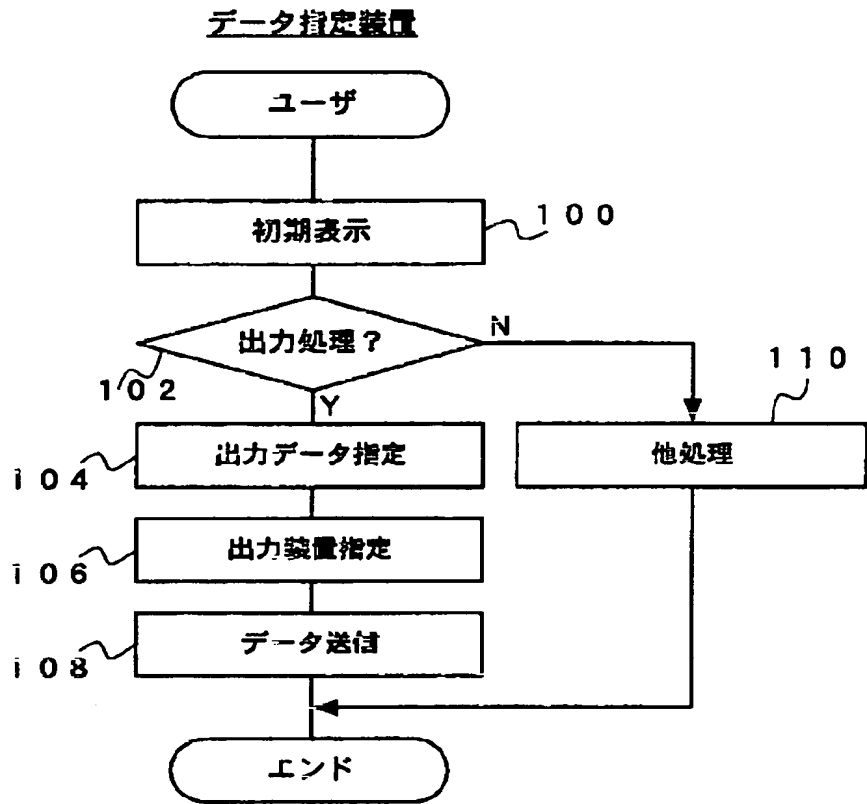 データ指定装置
ユーザ
初期表示
100
出力処理?
N
102
Y
110
出力データ指定
104
他処理
出力装置指定
106
データ送信
108
エンド